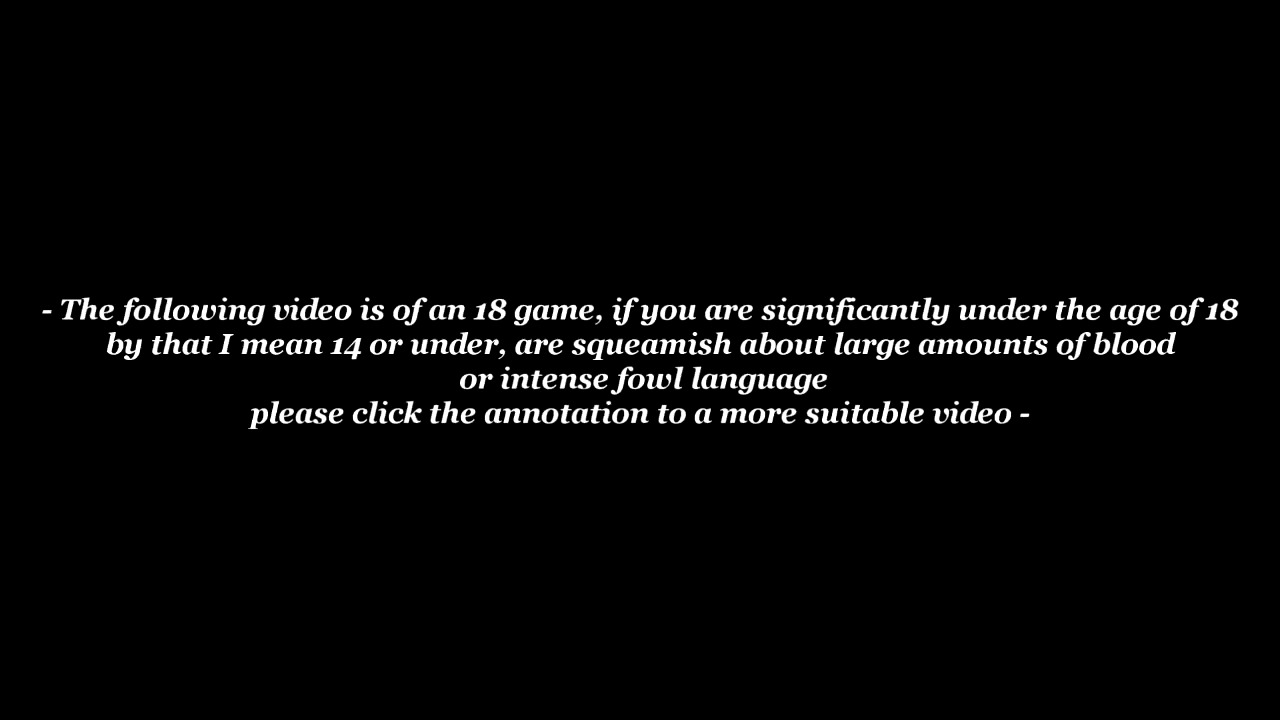 - The following video is of an 18 game, if you are significantly under the age of 18
by that I mean 14 or under, are squeamish about large amounts of blood
or intense fowl language
please click the annotation to a more suitable video -